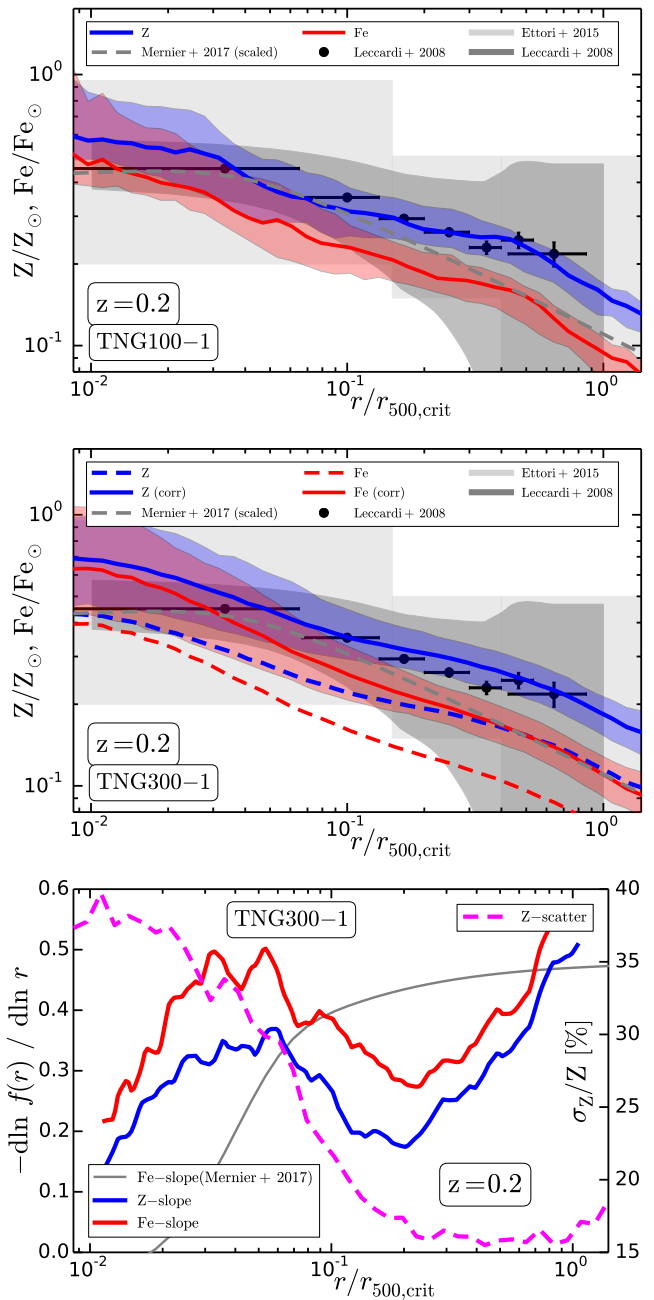 Z Fe Ettori+2015
Mernier+2017 (scaled) Leccardi+2008 Leccardi+2008
10⁰
10⁻¹
Z/Z⊙, Fe/Fe⊙
z=0.2
TNG100−1
10⁻² 10⁻¹ 10⁰
r/r500,crit
Z Fe Ettori+2015
Z (corr) Fe (corr) Leccardi+2008
Mernier+2017 (scaled) Leccardi+2008
10⁰
10⁻¹
Z/Z⊙, Fe/Fe⊙
z=0.2
TNG300−1
10⁻² 10⁻¹ 10⁰
r/r500,crit
0.6 40
TNG300−1 Z−scatter
0.5 35
0.4
0.3 30
0.2 25
0.1 20
0.0 15
−dln f(r) / dln r
σZ/Z [%]
Fe−slope(Mernier+2017)
Z−slope
Fe−slope
z=0.2
10⁻² 10⁻¹ 10⁰
r/r500,crit